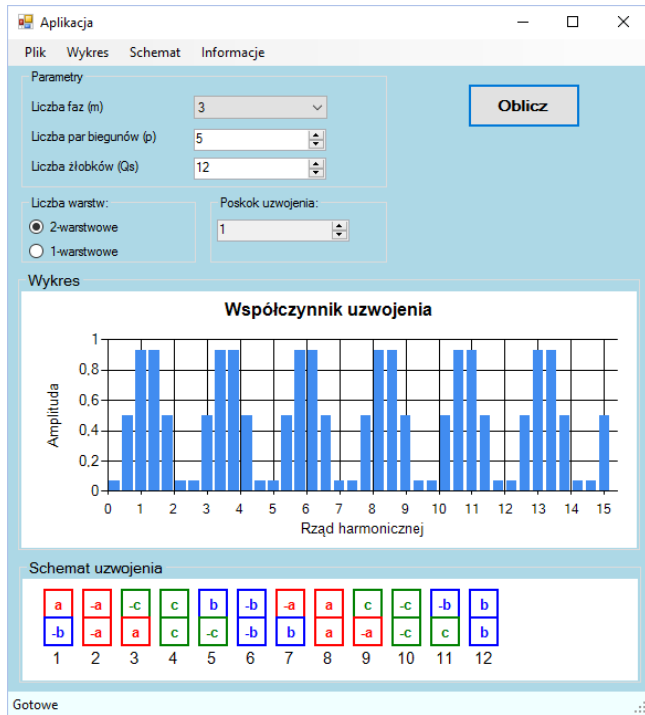 Aplikacja
Plik Wykres Schemat Informacje
Parametry
Liczba faz (m) 3
Liczba par biegunów (p) 5
Liczba żłobków (Qs) 12
Oblicz
Liczba warstw:
2-warstwowe
1-warstwowe
Poskok uzwojenia:
1
Wykres
Współczynnik uzwojenia
Amplituda
1
0,8
0,6
0,4
0,2
0
0 1 2 3 4 5 6 7 8 9 10 11 12 13 14 15
Rząd harmonicznej
Schemat uzwojenia
a -a -c c b -b -a a c -c -b b
-b -a a c -c -b b a -a -c c b
1 2 3 4 5 6 7 8 9 10 11 12
Gotowe